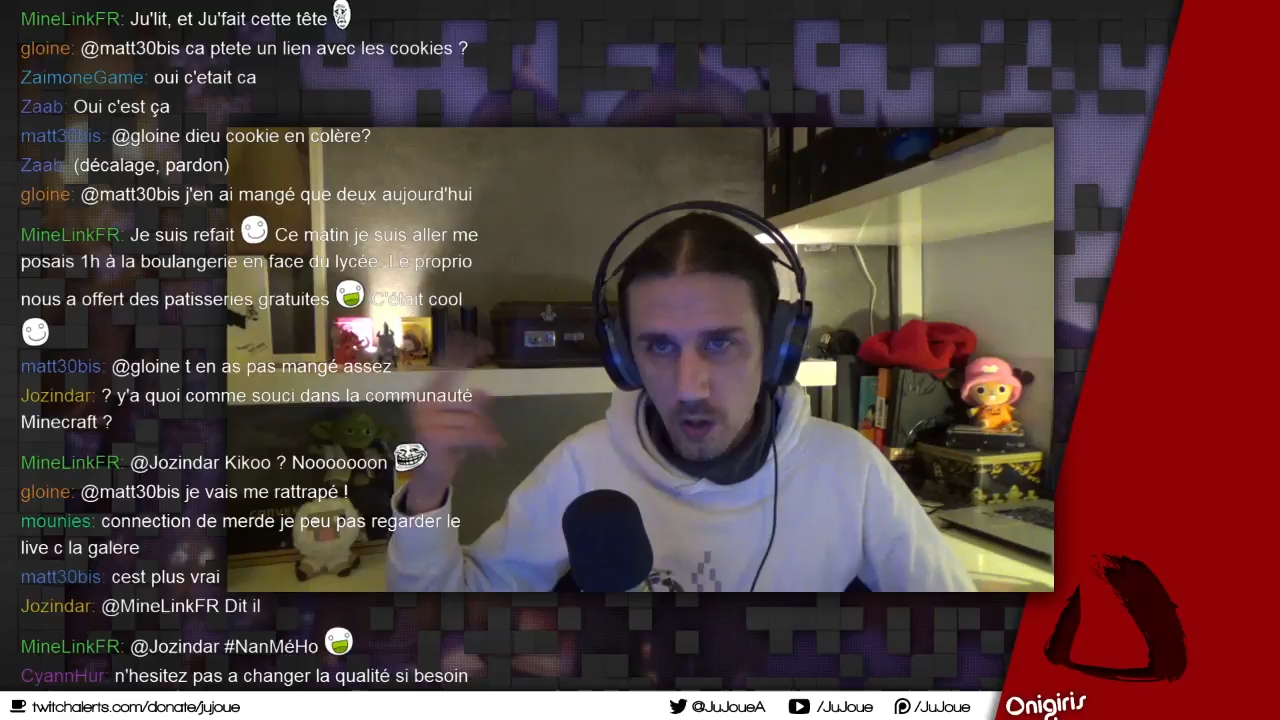 MineLinkFR: Ju'lit, et Ju'fait cette tête
gloine: @matt30bis ca ptete un lien avec les cookies ?
ZaimoneGame: oui c'etait ca
Zaab: Oui c'est ça
matt30bis: @gloine dieu cookie en colère?
Zaab: (décalage, pardon)
gloine: @matt30bis j'en ai mangé que deux aujourd'hui
MineLinkFR: Je suis refait Ce matin je suis aller me
posais 1h à la boulangerie en face du lycée. Le proprio
nous a offert des patisseries gratuites C'était cool
matt30bis: @gloine t en as pas mangé assez
Jozindar: ? y'a quoi comme souci dans la communauté
Minecraft ?
MineLinkFR: @Jozindar Kikoo ? Nooooooon
gloine: @matt30bis je vais me rattrapé !
mounies: connection de merde je peu pas regarder le
live c la galere
matt30bis: cest plus vrai
Jozindar: @MineLinkFR Dit il
MineLinkFR: @Jozindar #NanMéHo
CyannHur: n'hesitez pas a changer la qualité si besoin
twitchalerts.com/donate/jujoue
@JuJoueA
/JuJoue
/JuJoue
Onigiris